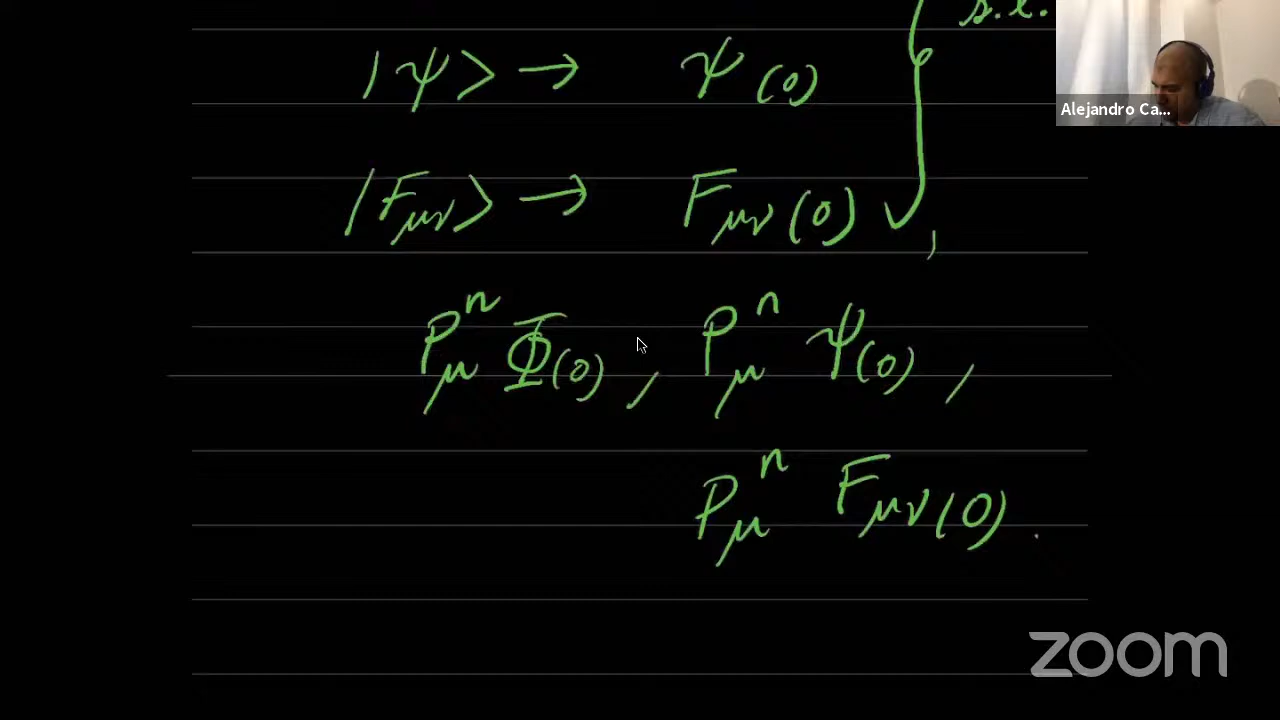 s.t.
|ψ> → ψ(0)
Alejandro Ca...
|F_μν> → F_μν(0) ,
P_μ^n Φ(0) , P_μ^n ψ(0) ,
P_μ^n F_μν(0) .
zoom